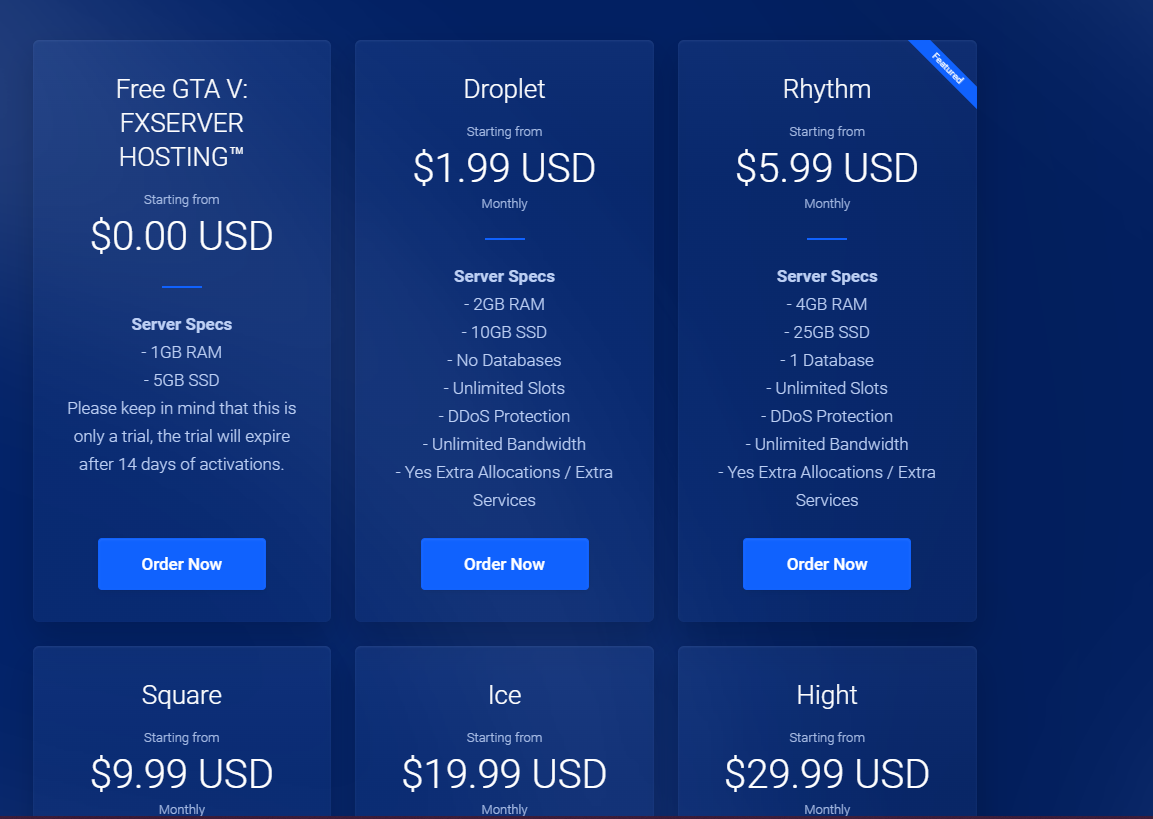 Free GTA V:
FXSERVER
HOSTING™
Starting from
$0.00 USD
Server Specs
- 1GB RAM
- 5GB SSD
Please keep in mind that this is
only a trial, the trial will expire
after 14 days of activations.
Order Now
Droplet
Starting from
$1.99 USD
Monthly
Server Specs
- 2GB RAM
- 10GB SSD
- No Databases
- Unlimited Slots
- DDoS Protection
- Unlimited Bandwidth
- Yes Extra Allocations / Extra
Services
Order Now
Featured
Rhythm
Starting from
$5.99 USD
Monthly
Server Specs
- 4GB RAM
- 25GB SSD
- 1 Database
- Unlimited Slots
- DDoS Protection
- Unlimited Bandwidth
- Yes Extra Allocations / Extra
Services
Order Now
Square
Starting from
$9.99 USD
Monthly
Ice
Starting from
$19.99 USD
Monthly
Hight
Starting from
$29.99 USD
Monthly